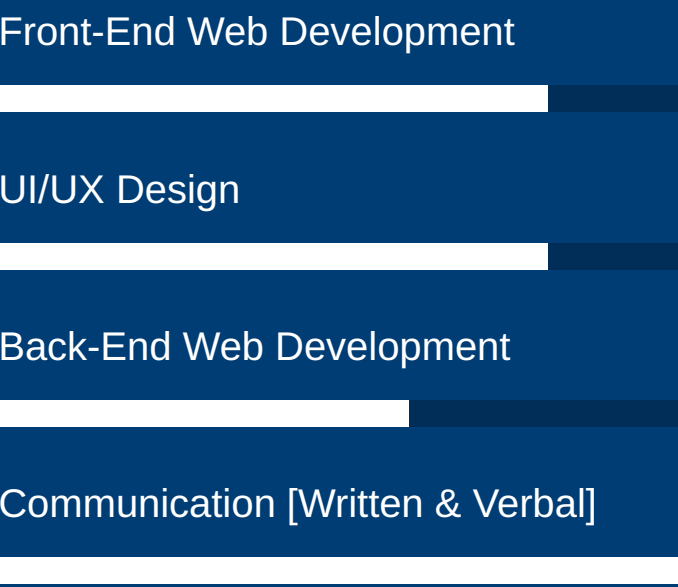 Front-End Web Development
UI/UX Design
Back-End Web Development
Communication [Written & Verbal]